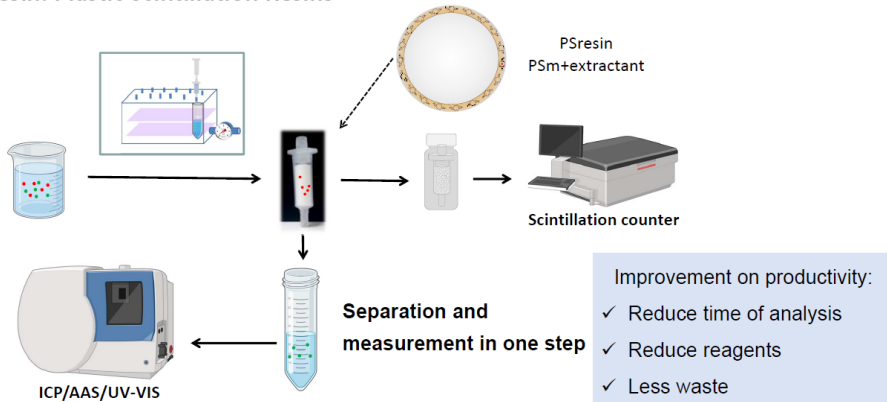 PSresin
PSm+extractant
Scintillation counter
Separation and
measurement in one step
ICP/AAS/UV-VIS
Improvement on productivity:
✓ Reduce time of analysis
✓ Reduce reagents
✓ Less waste